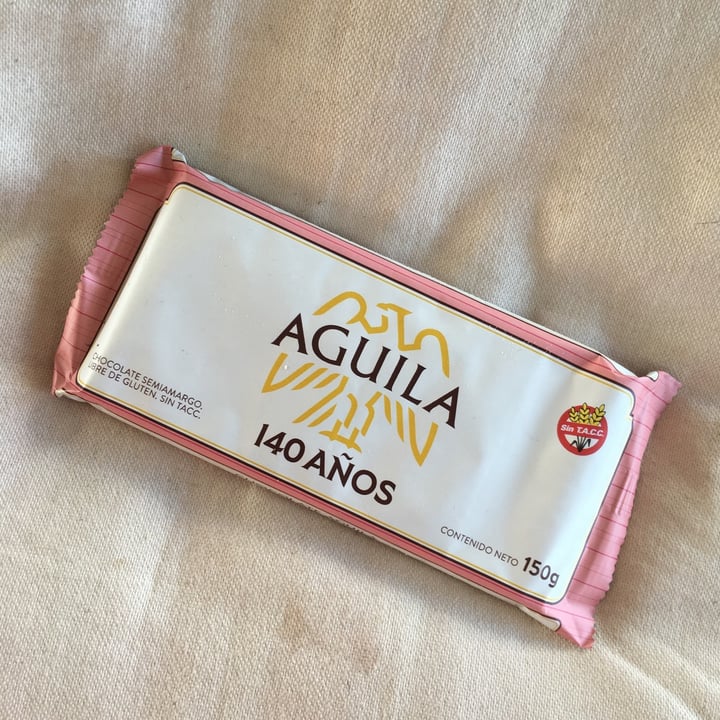 AGUILA
140 AÑOS
CHOCOLATE SEMIAMARGO.
LIBRE DE GLUTEN. SIN TACC.
Sin T.A.C.C.
CONTENIDO NETO 150g